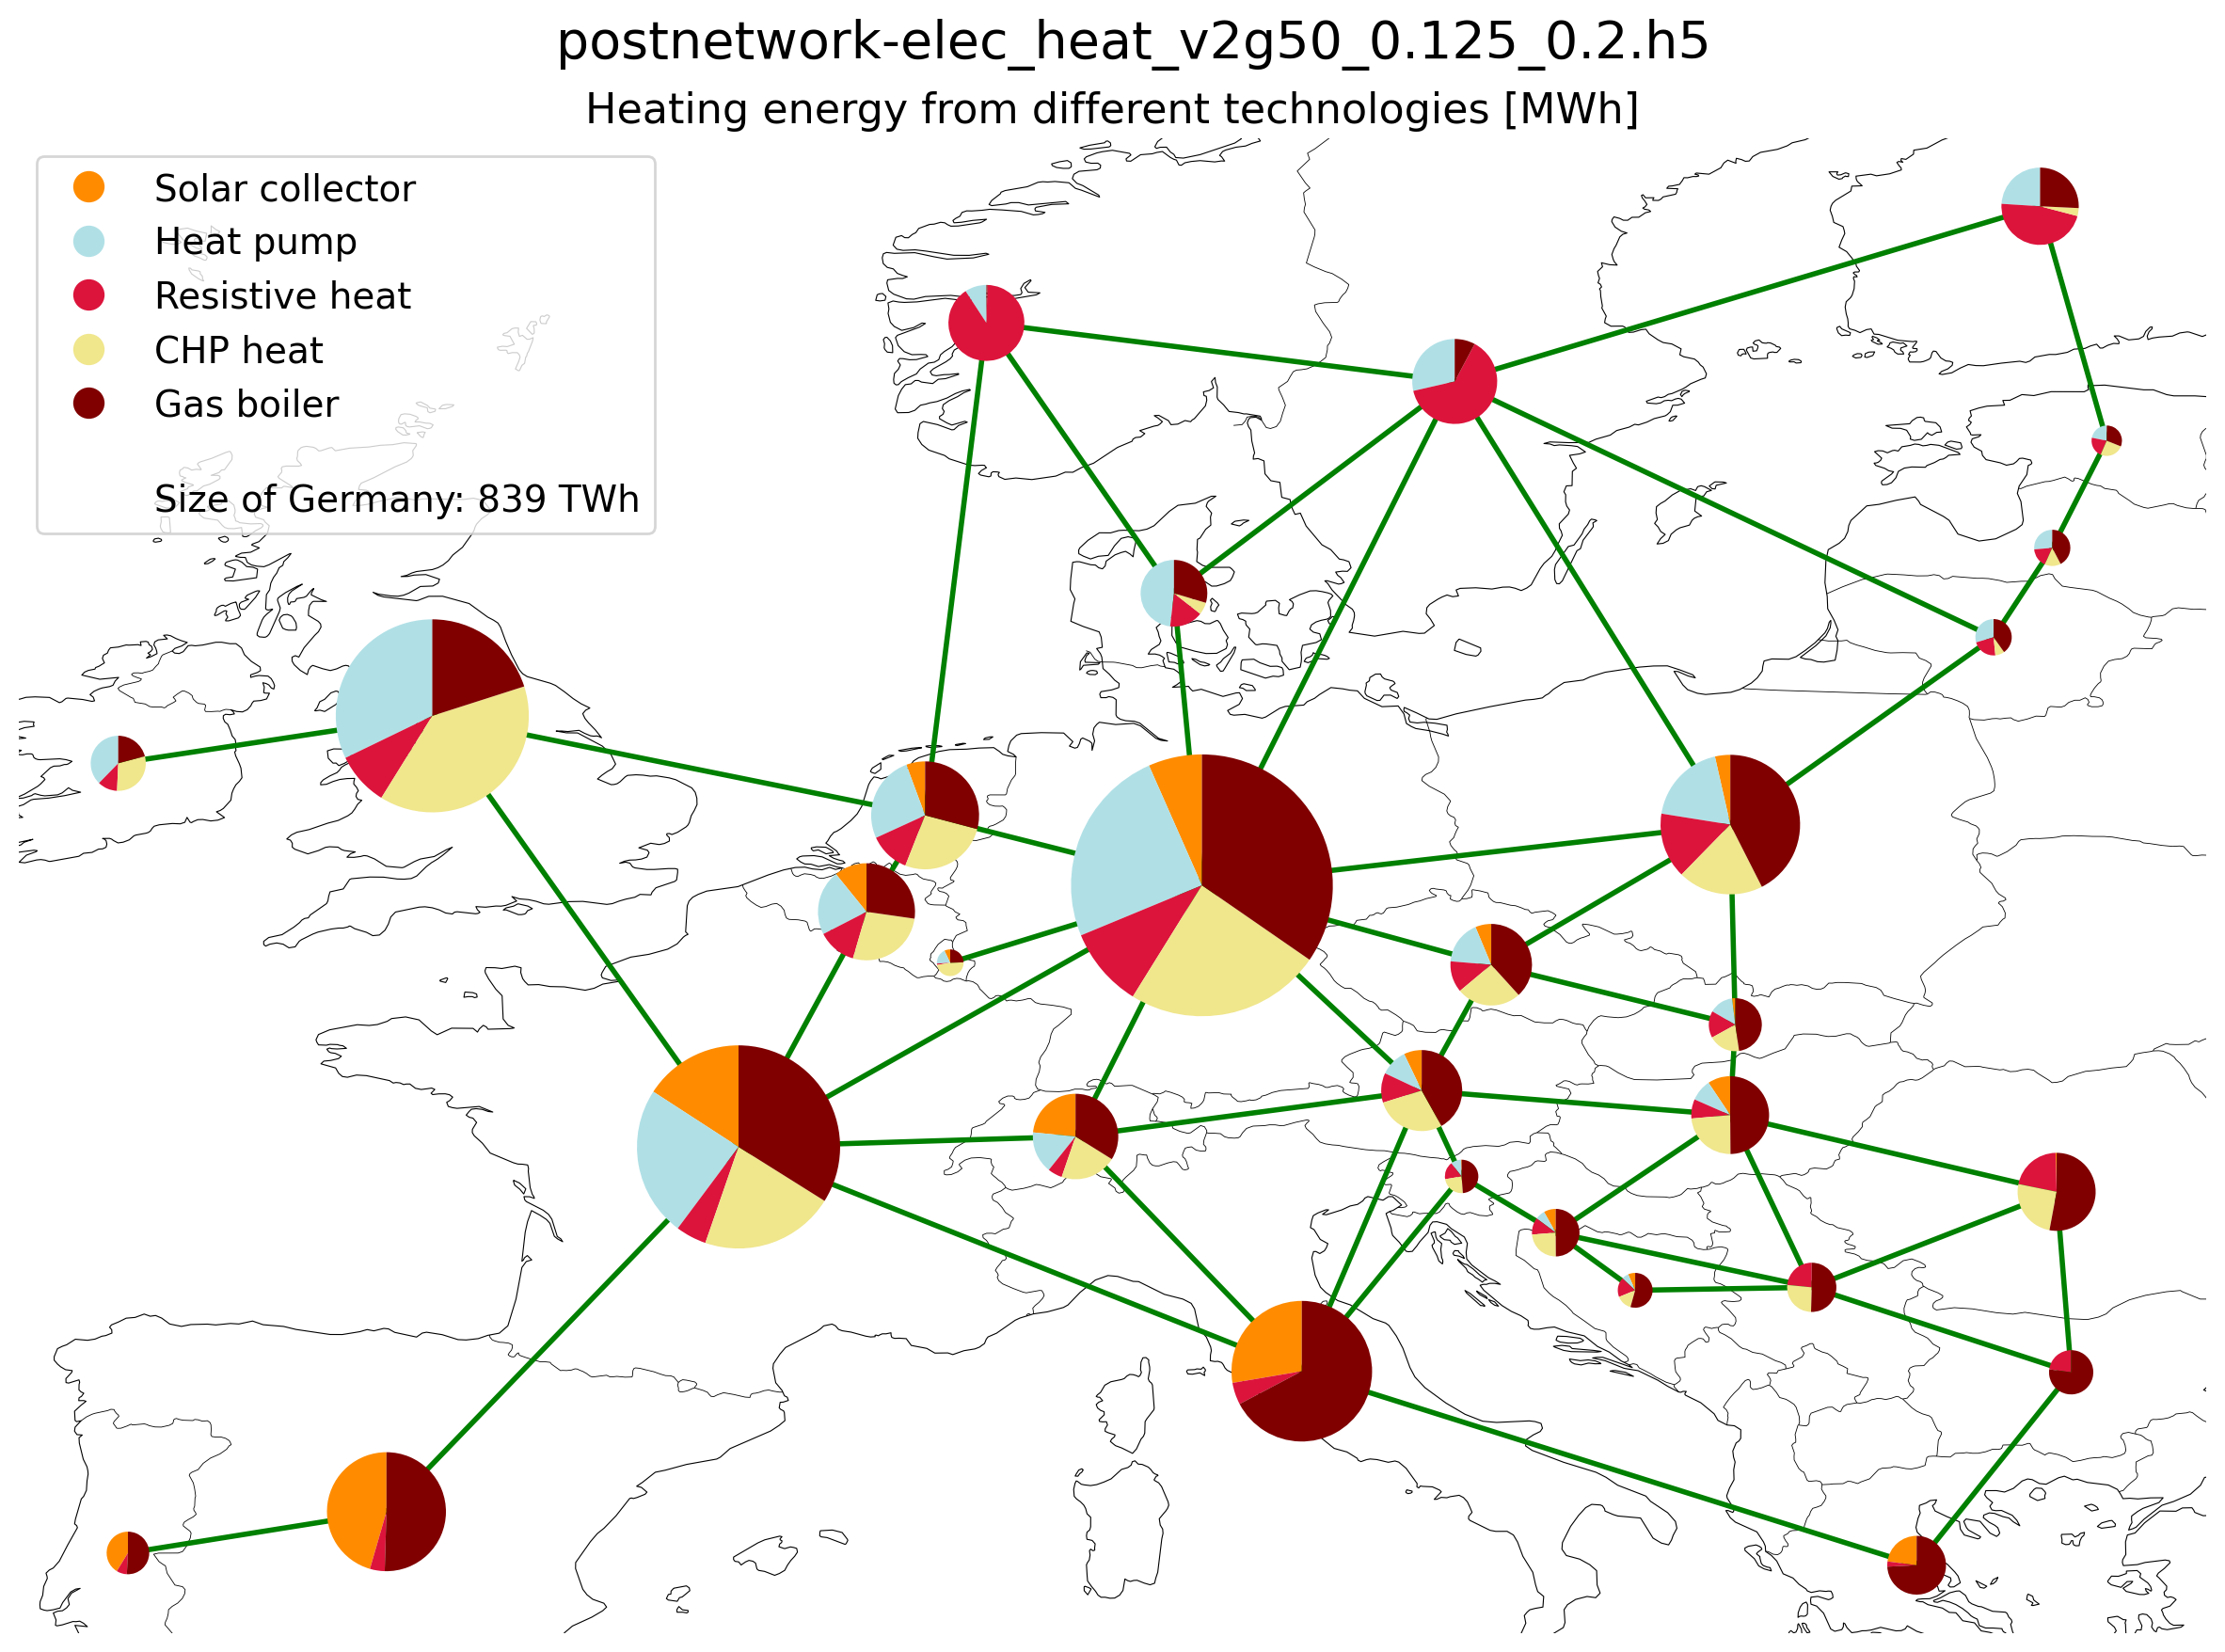 postnetwork-elec_heat_v2g50_0.125_0.2.h5
Heating energy from different technologies [MWh]
Solar collector
Heat pump
Resistive heat
CHP heat
Gas boiler
Size of Germany: 839 TWh